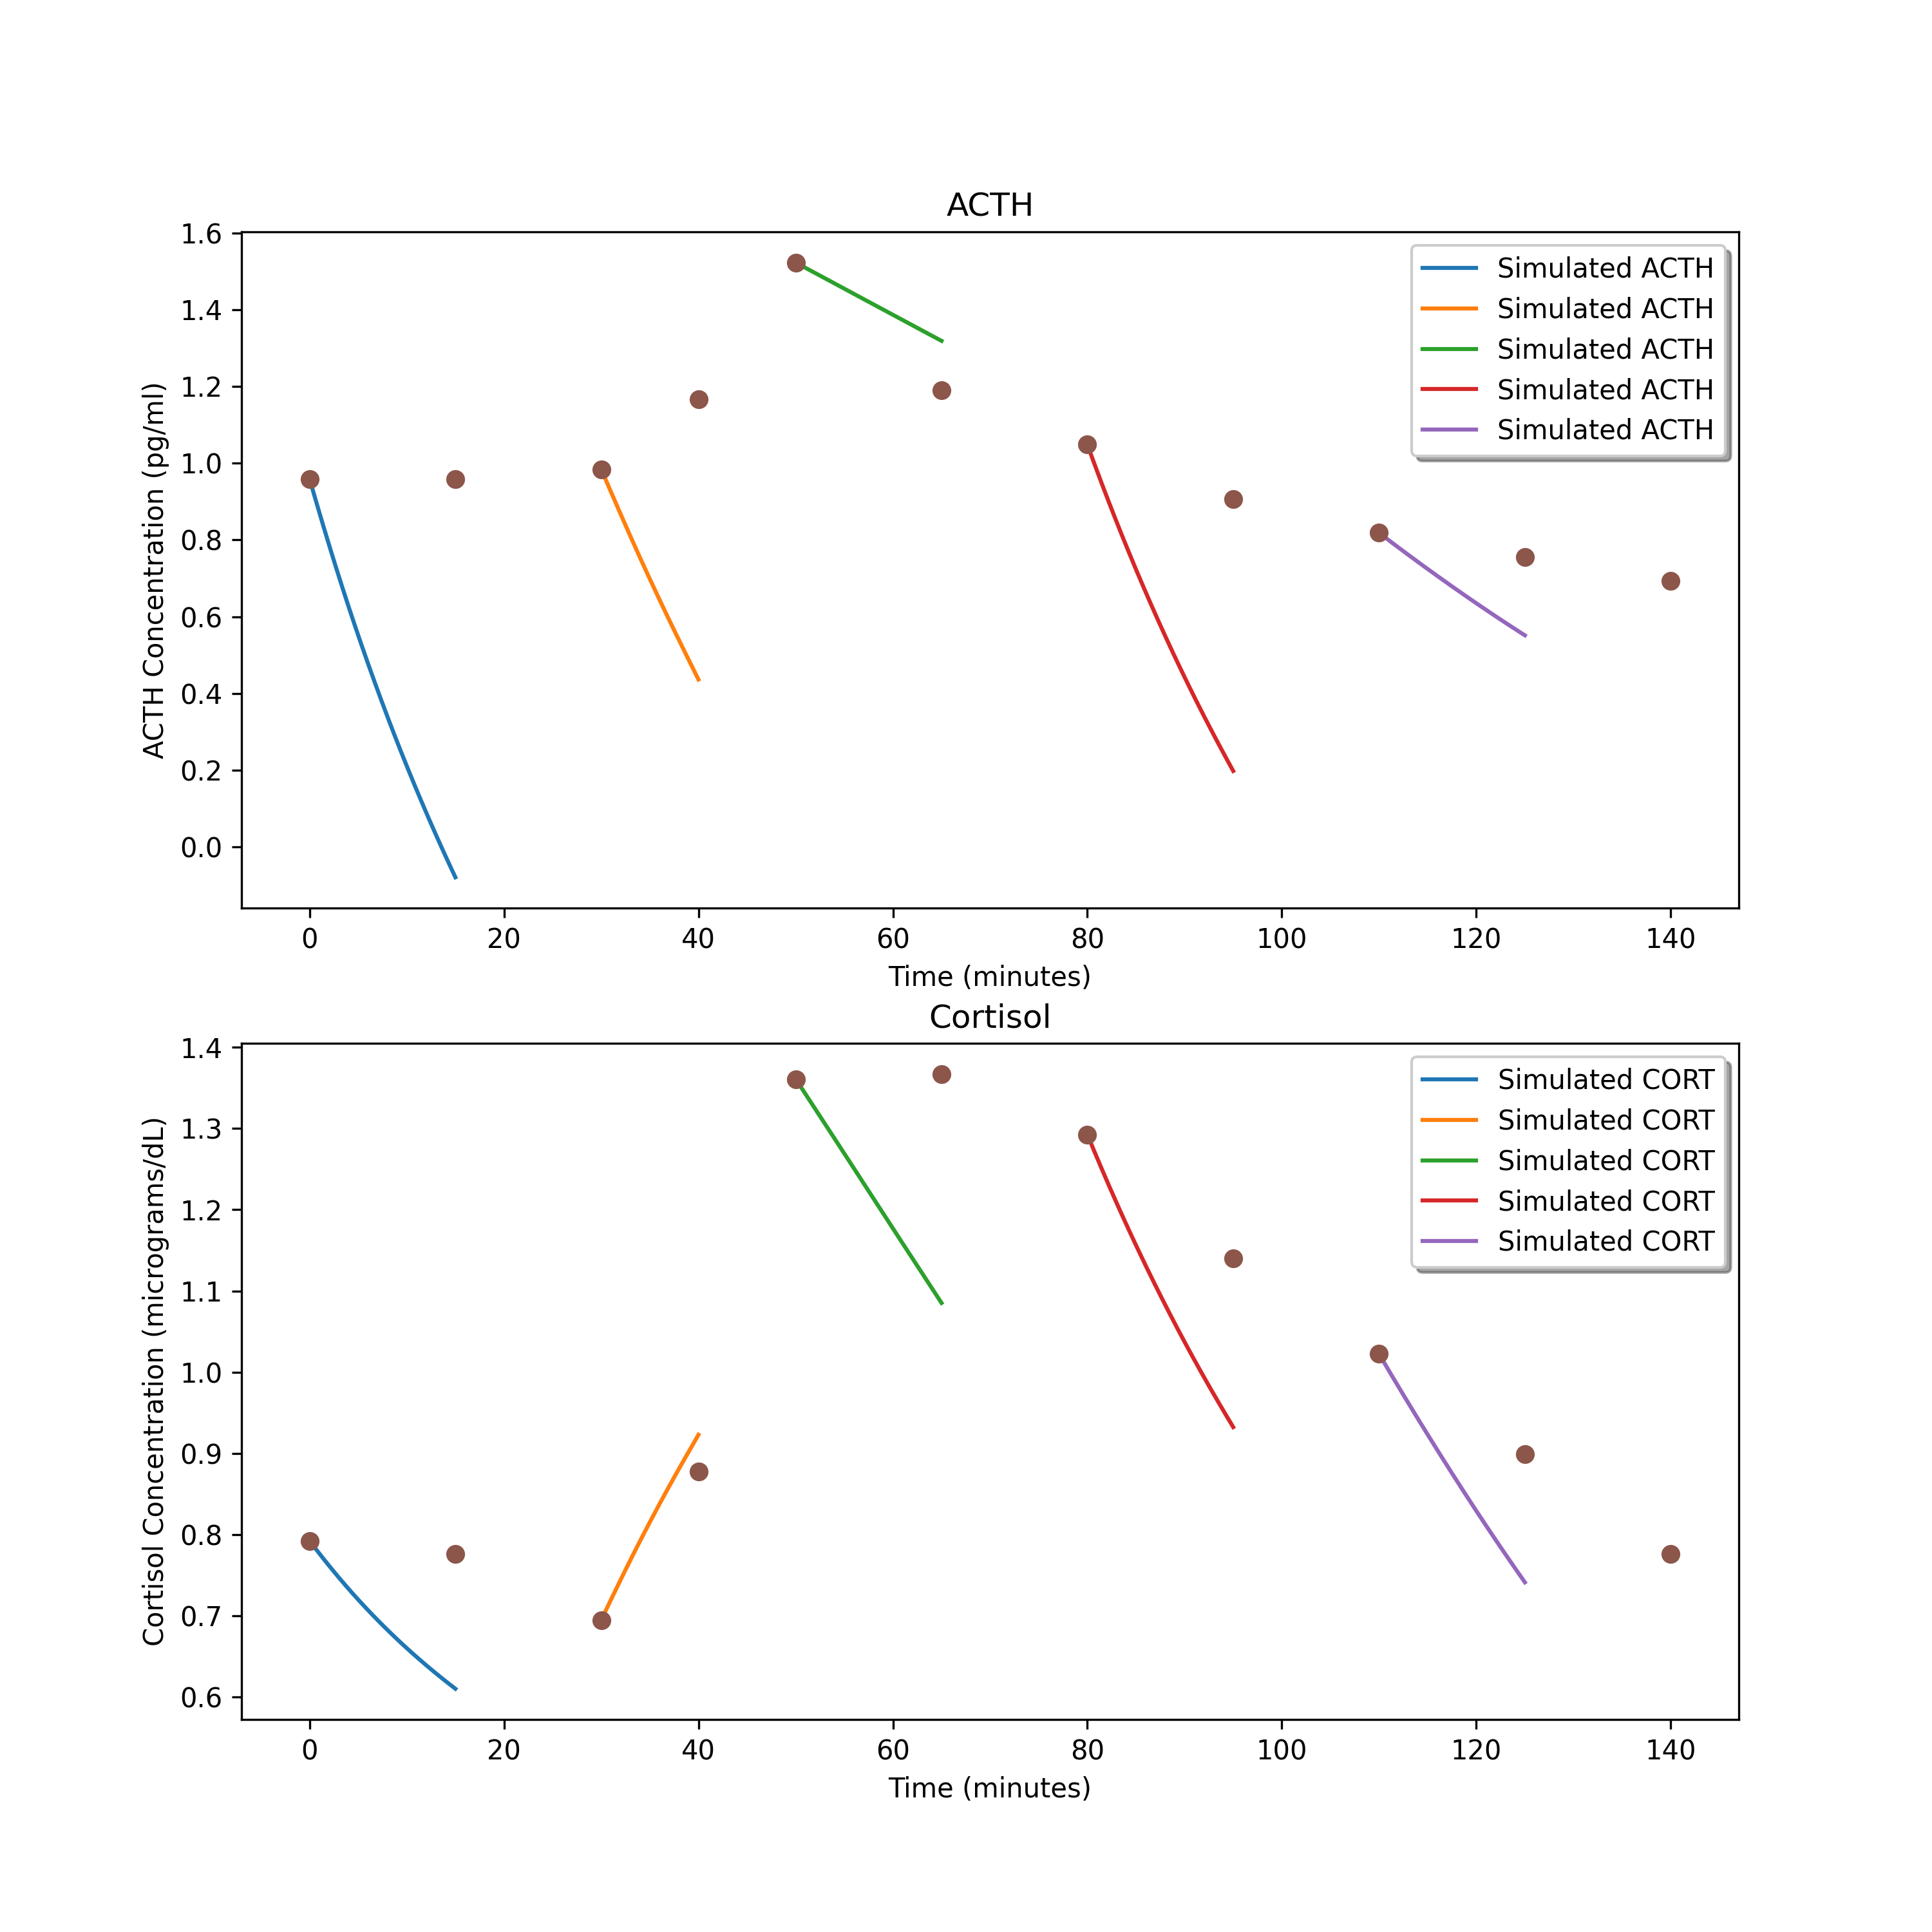 ACTH
1.6
1.4
1.2
1.0
0.8
0.6
0.4
0.2
0.0
ACTH Concentration (pg/ml)
Simulated ACTH
Simulated ACTH
Simulated ACTH
Simulated ACTH
Simulated ACTH
0 20 40 60 80 100 120 140
Time (minutes)
Cortisol
1.4
1.3
1.2
1.1
1.0
0.9
0.8
0.7
0.6
Cortisol Concentration (micrograms/dL)
Simulated CORT
Simulated CORT
Simulated CORT
Simulated CORT
Simulated CORT
0 20 40 60 80 100 120 140
Time (minutes)